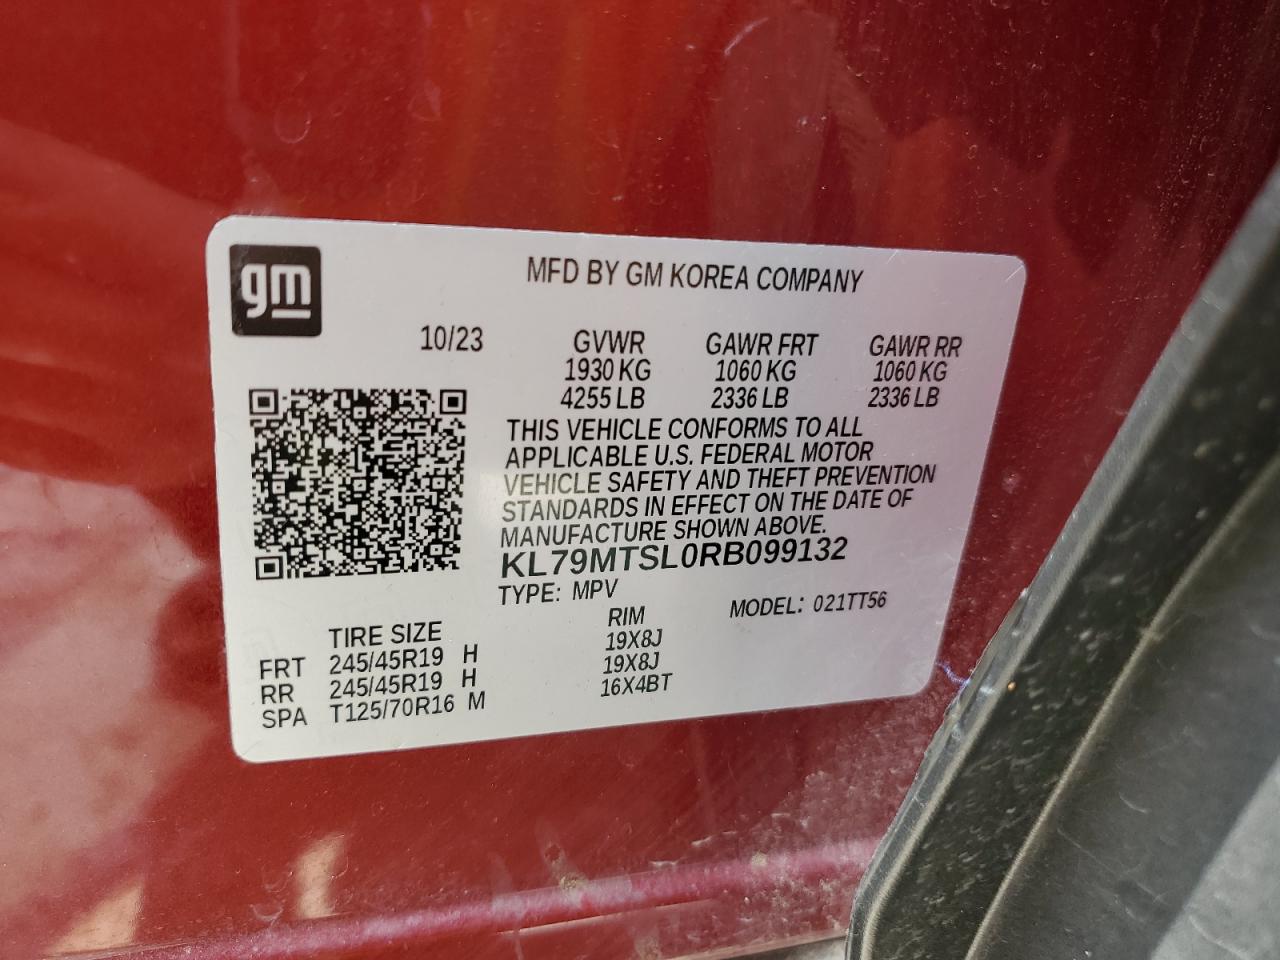 gm
MFD BY GM KOREA COMPANY
10/23 GVWR GAWR FRT GAWR RR
1930 KG 1060 KG 1060 KG
4255 LB 2336 LB 2336 LB
THIS VEHICLE CONFORMS TO ALL
APPLICABLE U.S. FEDERAL MOTOR
VEHICLE SAFETY AND THEFT PREVENTION
STANDARDS IN EFFECT ON THE DATE OF
MANUFACTURE SHOWN ABOVE.
KL79MTSL0RB099132
TYPE: MPV MODEL: 021TT56
TIRE SIZE RIM
FRT 245/45R19 H 19X8J
RR 245/45R19 H 19X8J
SPA T125/70R16 M 16X4BT